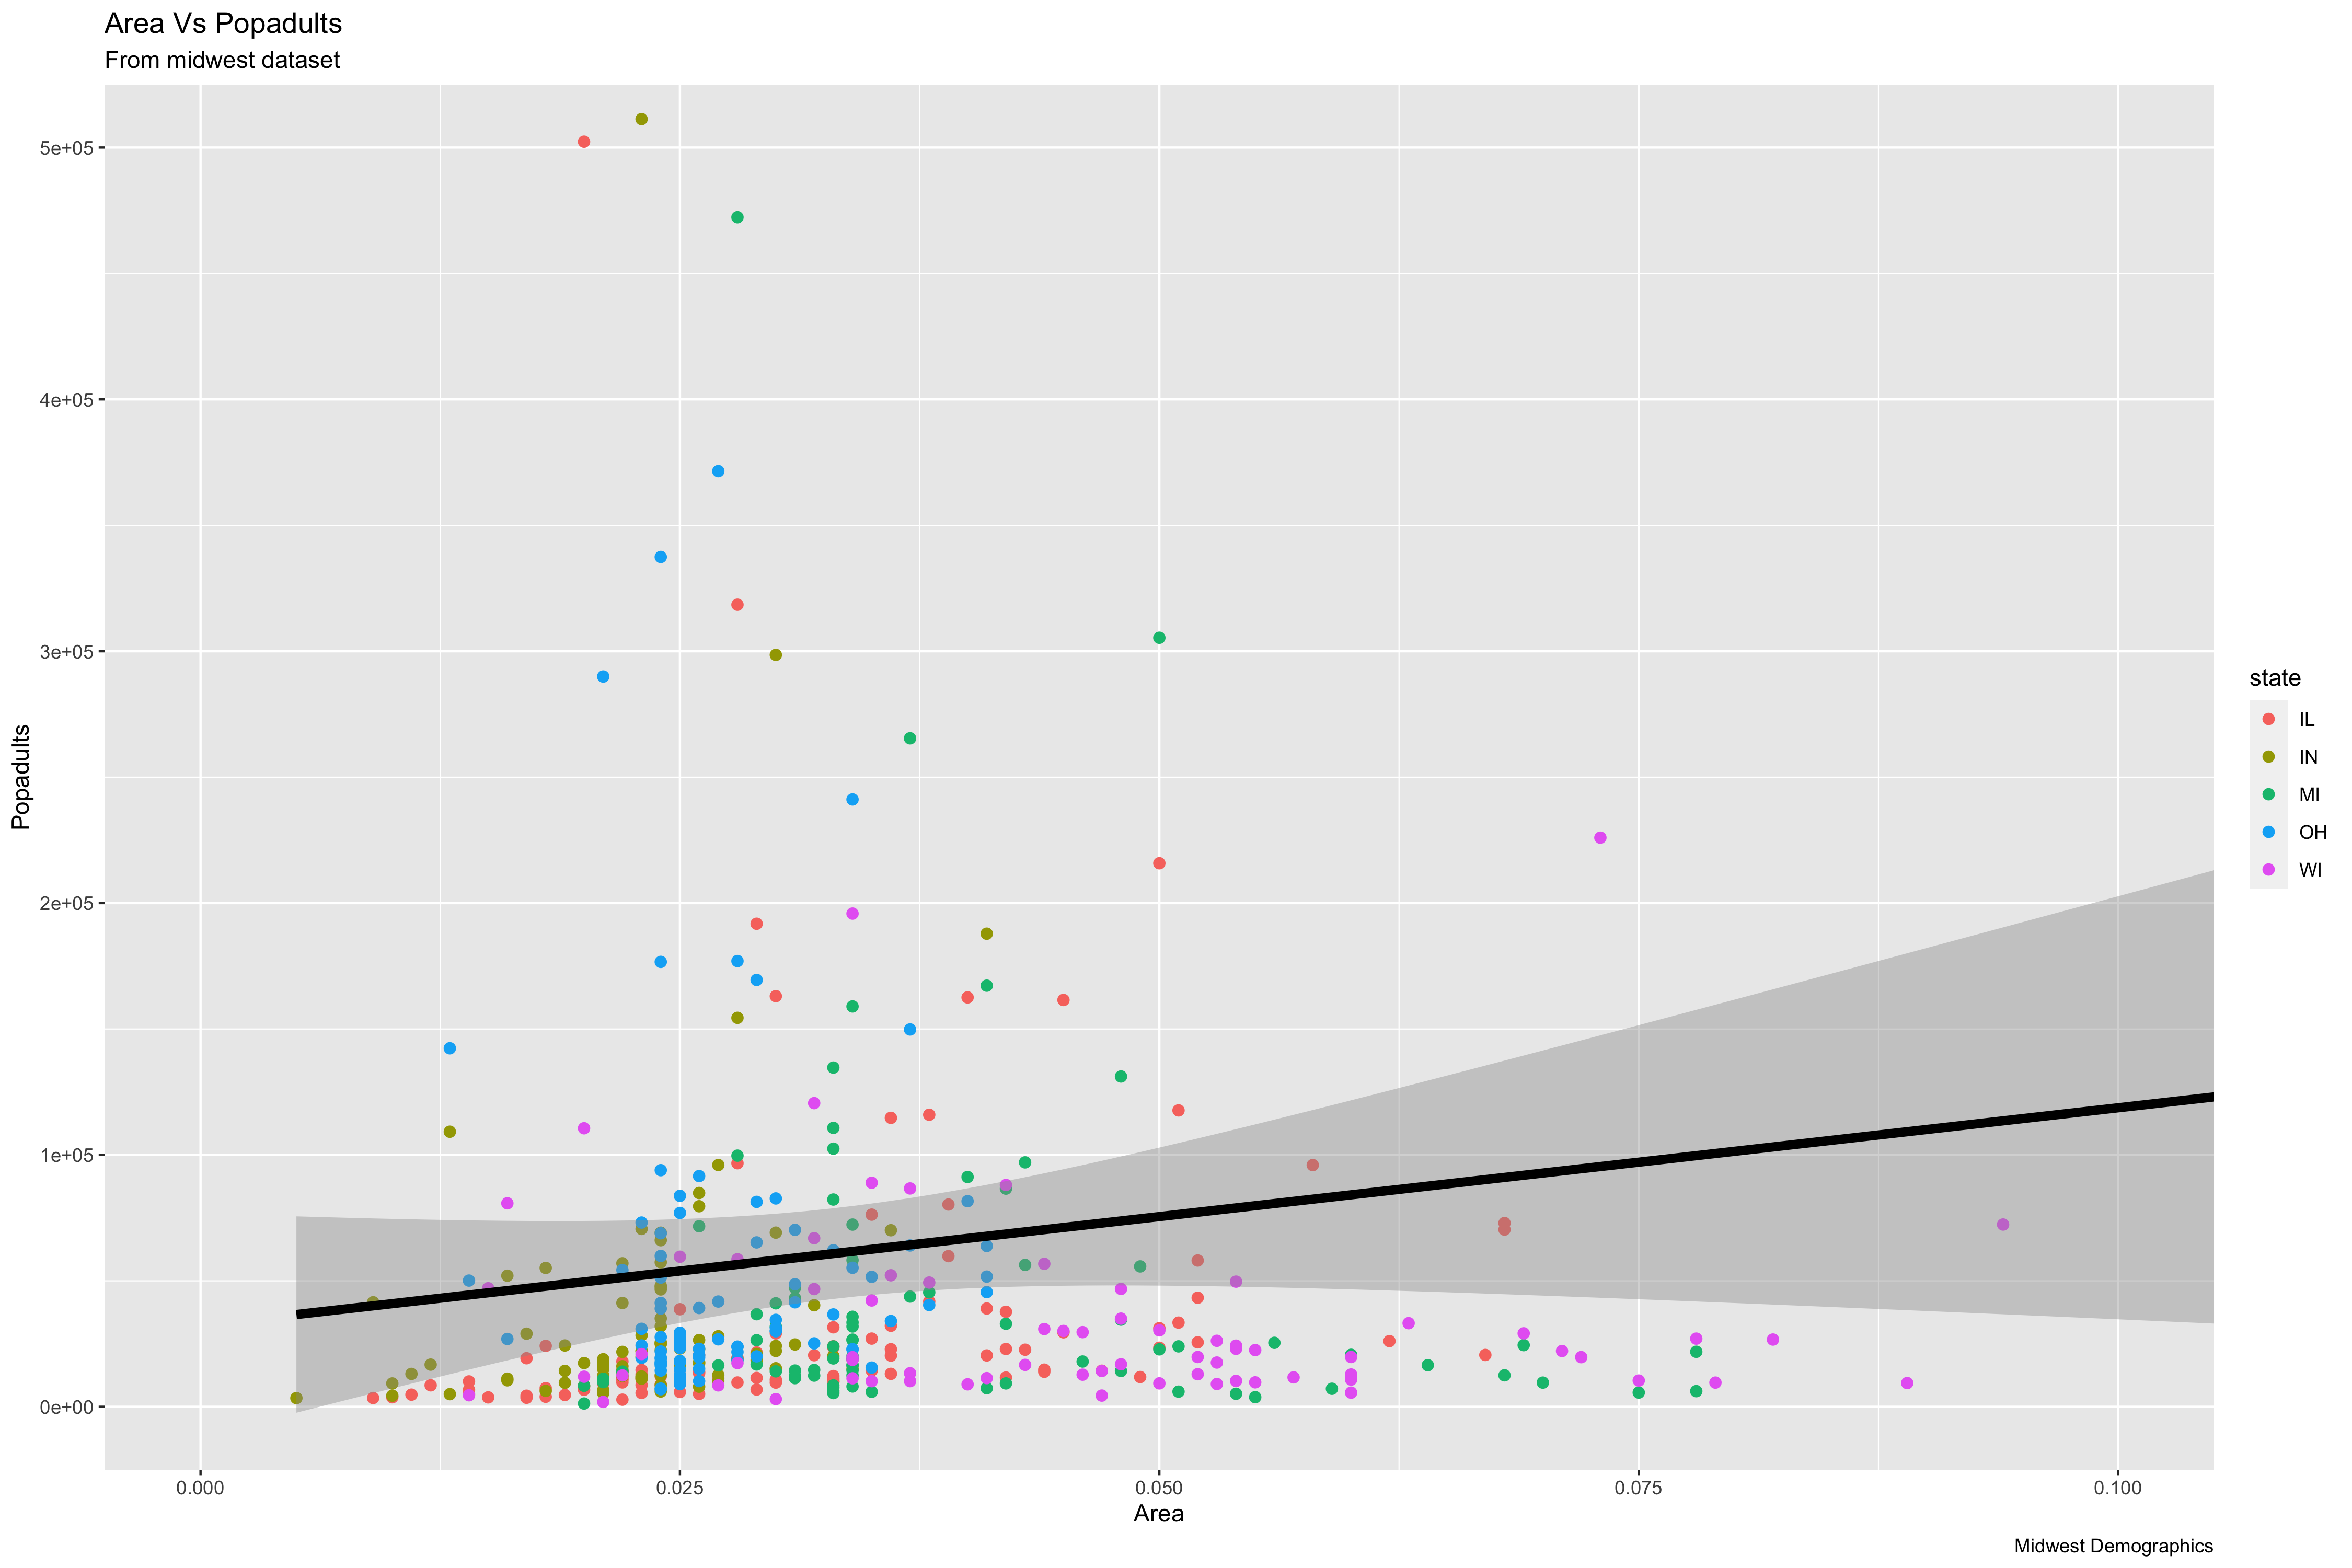 Area Vs Popadults
From midwest dataset
5e+05
4e+05
3e+05
2e+05
1e+05
0e+00
Popadults
0.000 0.025 0.050 0.075 0.100
Area
state
IL
IN
MI
OH
WI
Midwest Demographics